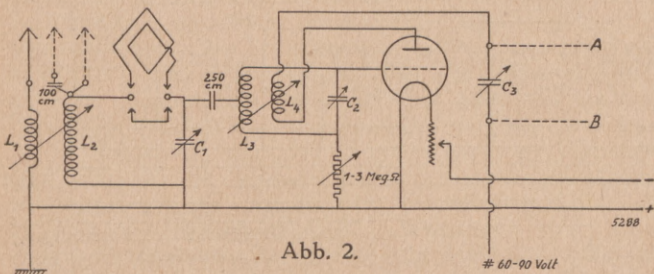 A
250 cm
100 cm
C₃
L₄
C₂
B
L₁
L₂
C₁
L₃
1-3 Meg Ω
−
+
5288
Abb. 2.
# 60-90 Volt